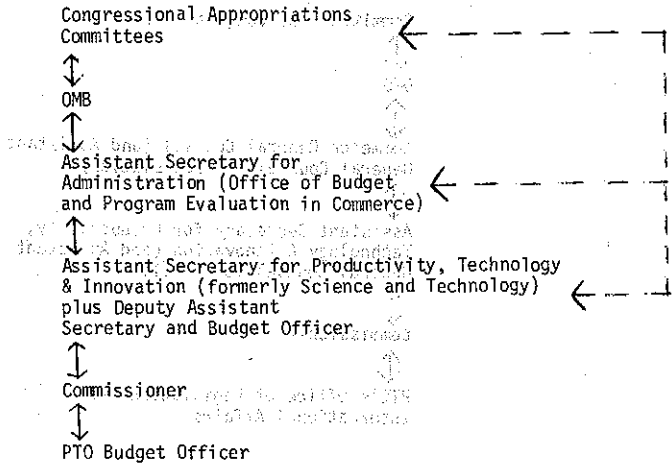 Congressional Appropriations
Committees
OMB
Assistant Secretary for
Administration (Office of Budget
and Program Evaluation in Commerce)
Assistant Secretary for Productivity, Technology
& Innovation (formerly Science and Technology)
plus Deputy Assistant
Secretary and Budget Officer
Commissioner
PTO Budget Officer